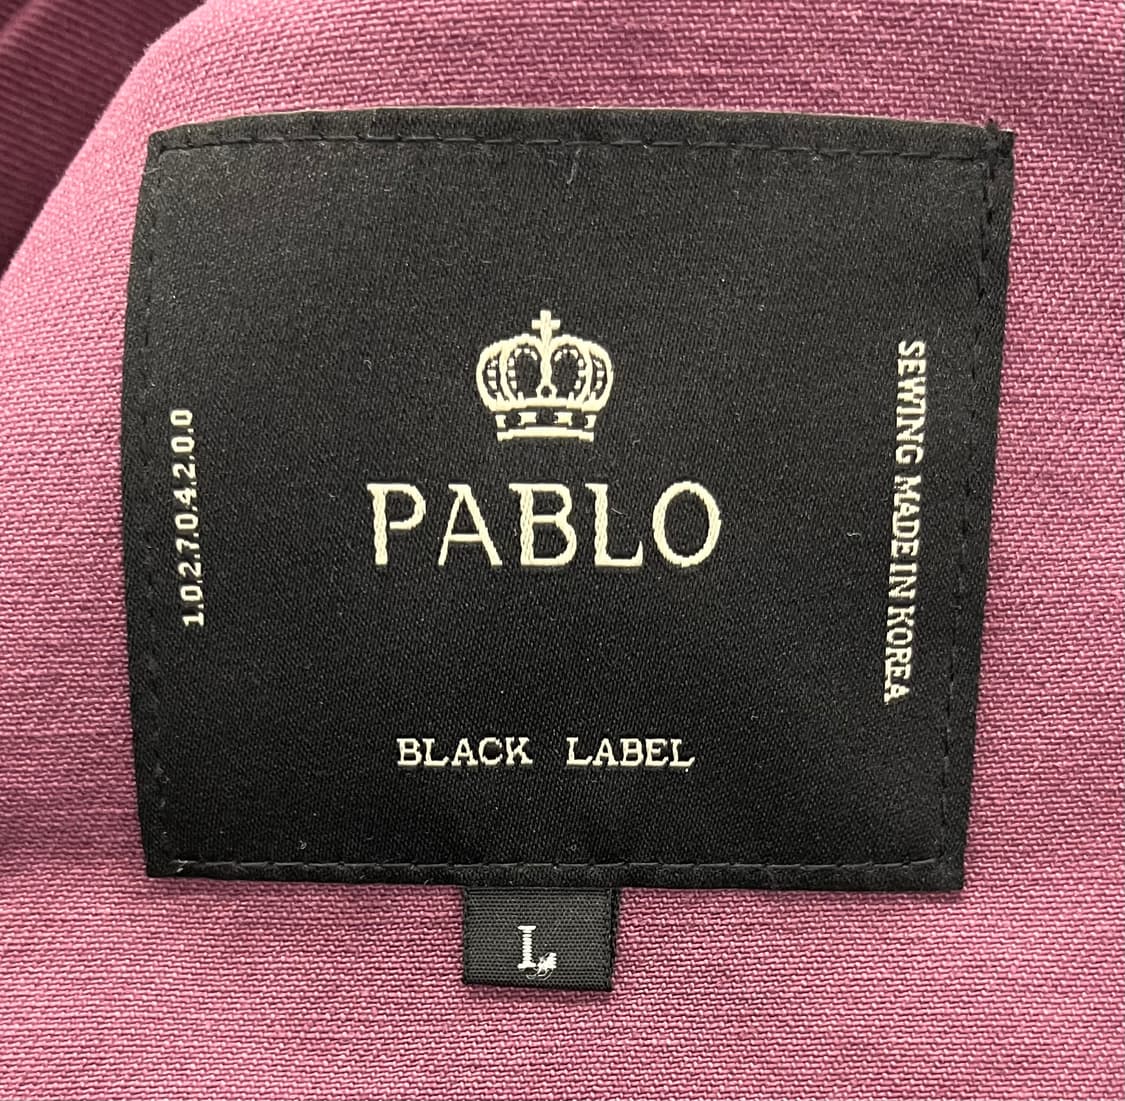 PABLO
BLACK LABEL
1.0.2.7.0.4.2.0.0
SEWING MADE IN KOREA
L